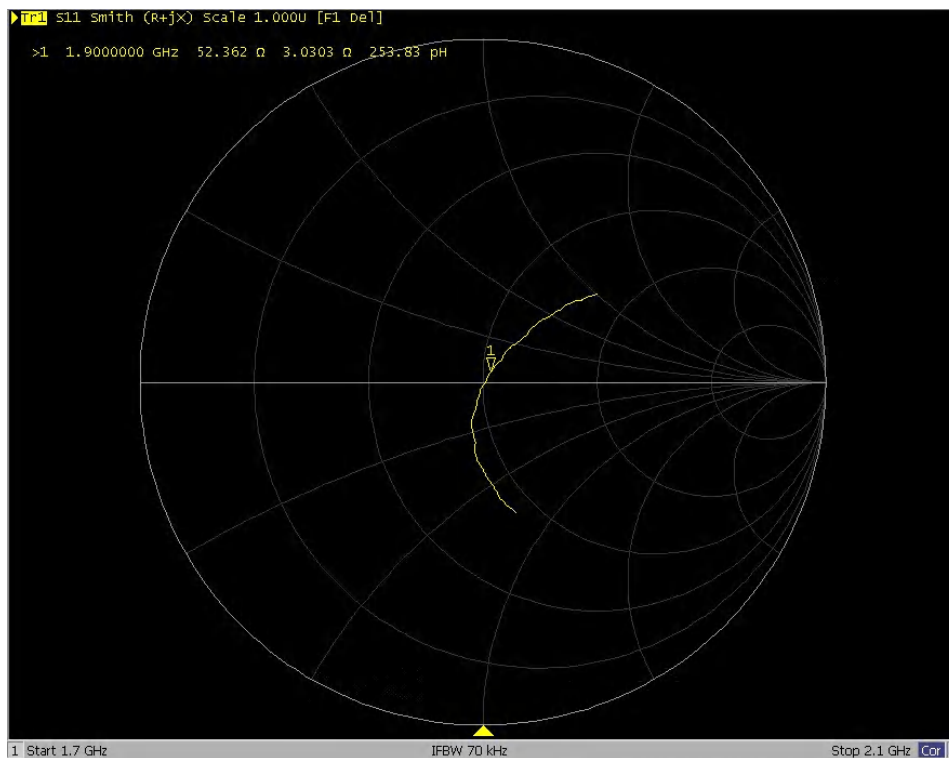 Tr1 S11 Smith (R+jX) Scale 1.000U [F1 Del]
>1 1.9000000 GHz 52.362 Ω 3.0303 Ω 253.83 pH
1
1 Start 1.7 GHz IFBW 70 kHz Stop 2.1 GHz Cor